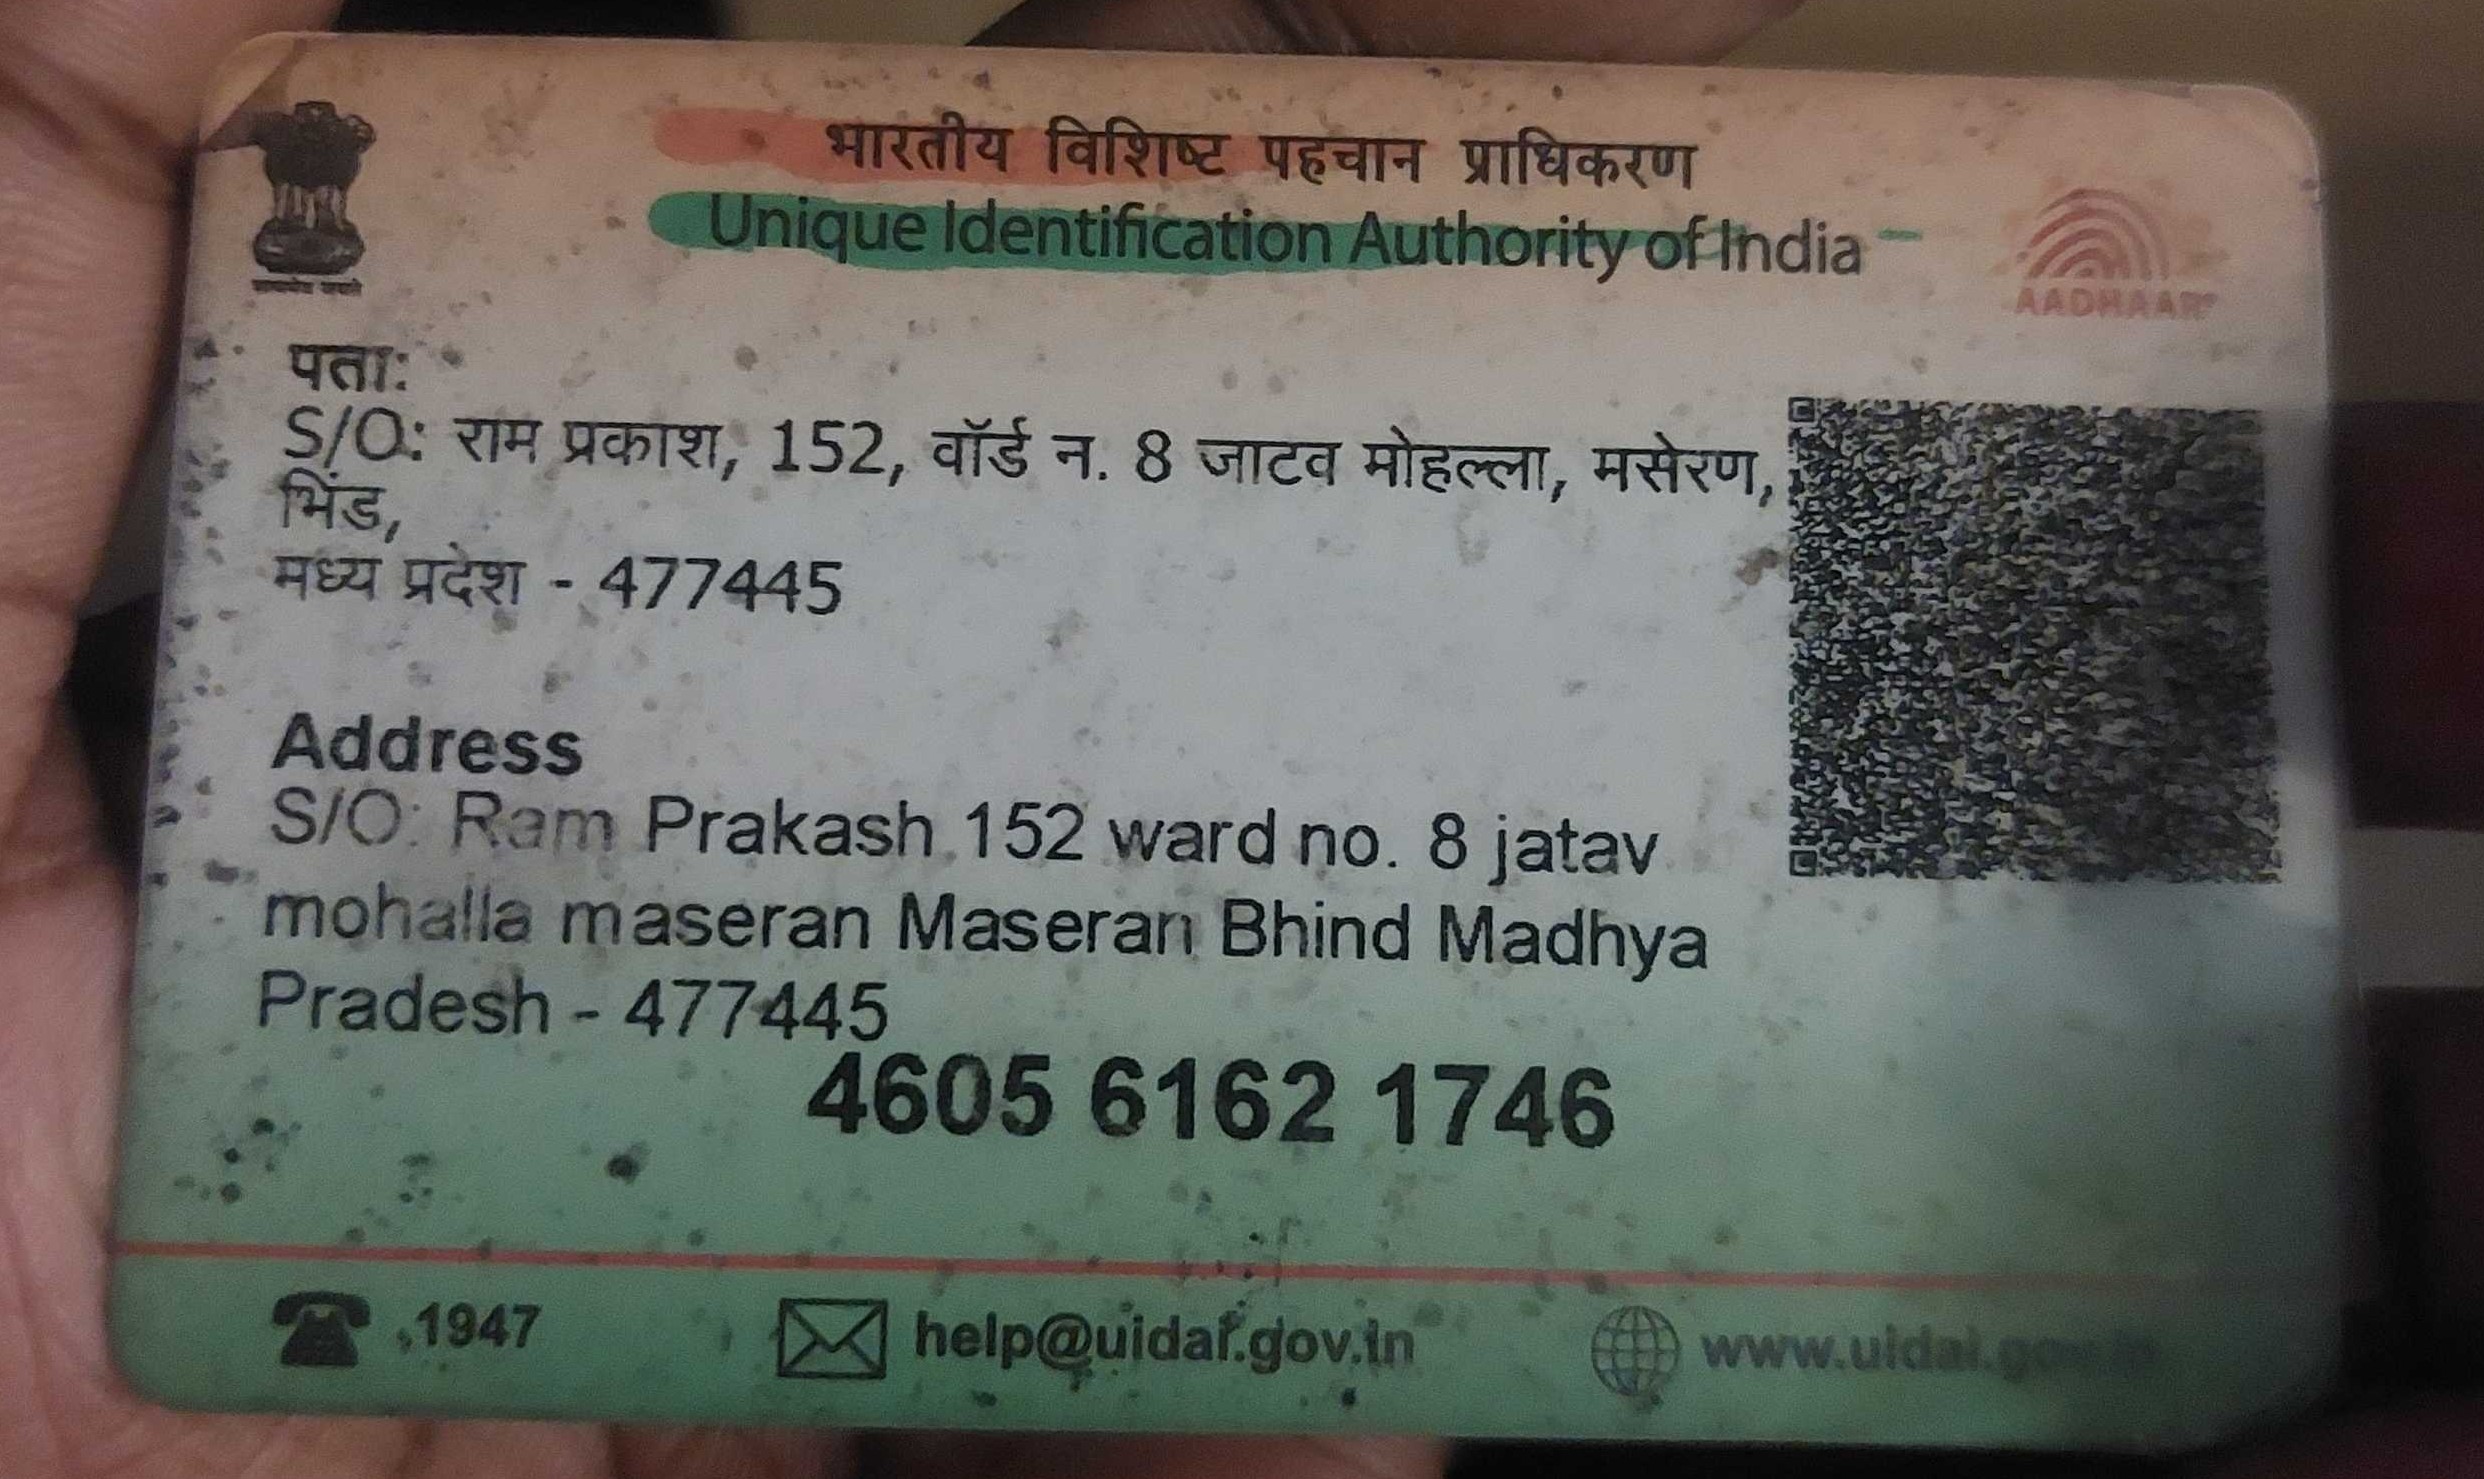 भारतीय विशिष्ट पहचान प्राधिकरण
Unique Identification Authority of India
AADHAAR
पता:
S/O: राम प्रकाश, 152, वॉर्ड न. 8 जाटव मोहल्ला, मसेरण,
भिंड,
मध्य प्रदेश - 477445
Address
S/O: Ram Prakash 152 ward no. 8 jatav
mohalla maseran Maseran Bhind Madhya
Pradesh - 477445
4605 6162 1746
1947
help@uidai.gov.in